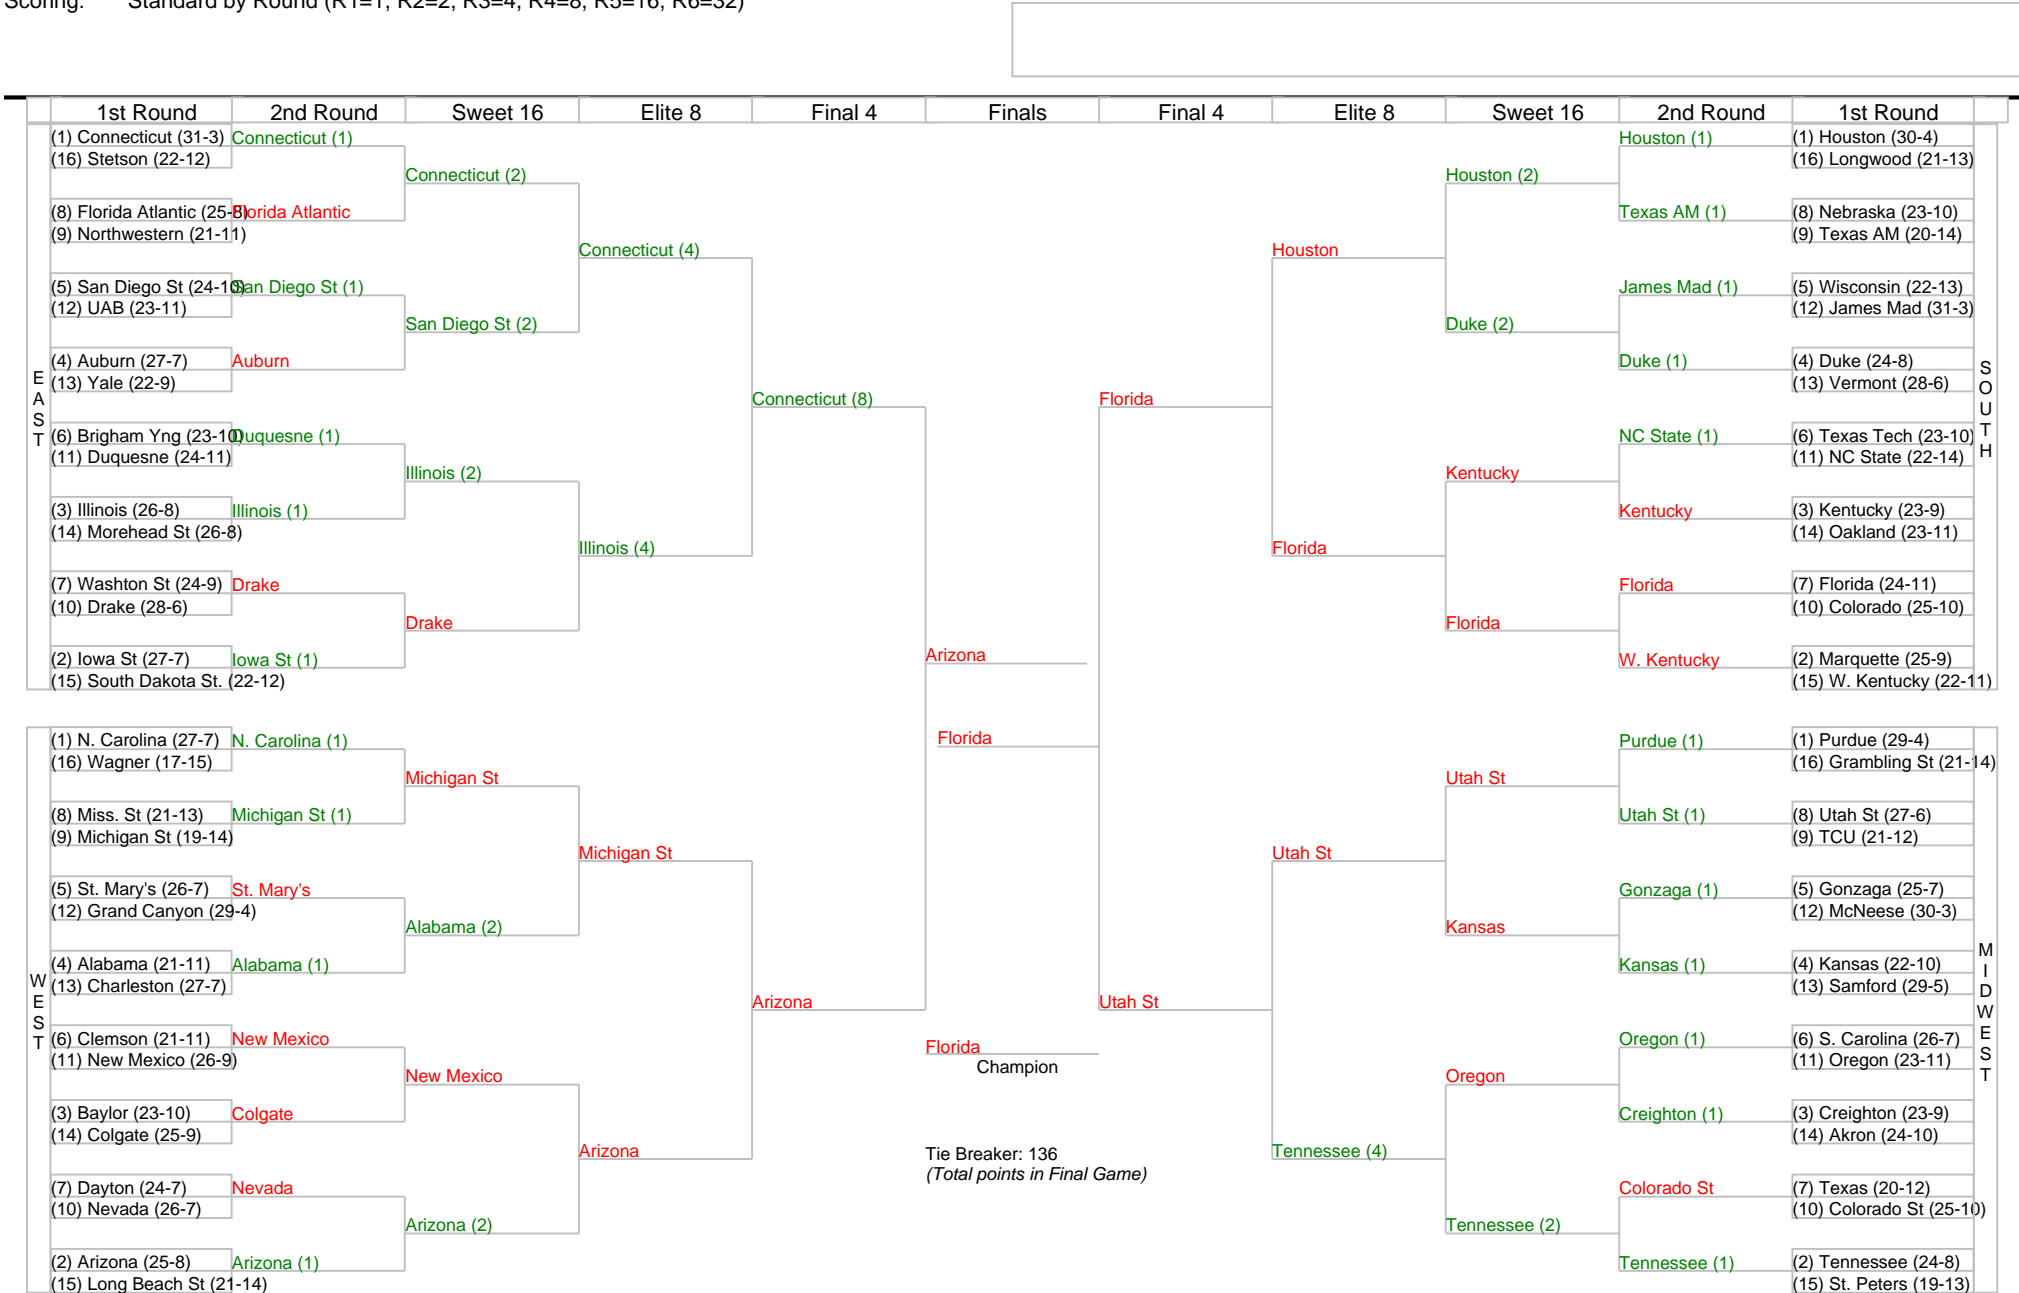 Scoring: Standard by Round (R1=1, R2=2, R3=4, R4=8, R5=16, R6=32)
1st Round 2nd Round Sweet 16 Elite 8 Final 4 Finals Final 4 Elite 8 Sweet 16 2nd Round 1st Round
EAST
(1) Connecticut (31-3)
(16) Stetson (22-12)
(8) Florida Atlantic (25-8)
(9) Northwestern (21-11)
(5) San Diego St (24-10)
(12) UAB (23-11)
(4) Auburn (27-7)
(13) Yale (22-9)
(6) Brigham Yng (23-10)
(11) Duquesne (24-11)
(3) Illinois (26-8)
(14) Morehead St (26-8)
(7) Washton St (24-9)
(10) Drake (28-6)
(2) Iowa St (27-7)
(15) South Dakota St. (22-12)
Connecticut (1)
Florida Atlantic
San Diego St (1)
Auburn
Duquesne (1)
Illinois (1)
Drake
Iowa St (1)
Connecticut (2)
San Diego St (2)
Illinois (2)
Drake
Connecticut (4)
Illinois (4)
Connecticut (8)
WEST
(1) N. Carolina (27-7)
(16) Wagner (17-15)
(8) Miss. St (21-13)
(9) Michigan St (19-14)
(5) St. Mary's (26-7)
(12) Grand Canyon (29-4)
(4) Alabama (21-11)
(13) Charleston (27-7)
(6) Clemson (21-11)
(11) New Mexico (26-9)
(3) Baylor (23-10)
(14) Colgate (25-9)
(7) Dayton (24-7)
(10) Nevada (26-7)
(2) Arizona (25-8)
(15) Long Beach St (21-14)
N. Carolina (1)
Michigan St (1)
St. Mary's
Alabama (1)
New Mexico
Colgate
Nevada
Arizona (1)
Michigan St
Alabama (2)
New Mexico
Arizona (2)
Michigan St
Arizona
Arizona
Arizona
Florida
Florida
Champion
Tie Breaker: 136
(Total points in Final Game)
Florida
Utah St
Houston
Florida
Houston (2)
Duke (2)
Kentucky
Florida
Houston (1)
Texas AM (1)
James Mad (1)
Duke (1)
NC State (1)
Kentucky
Florida
W. Kentucky
(1) Houston (30-4)
(16) Longwood (21-13)
(8) Nebraska (23-10)
(9) Texas AM (20-14)
(5) Wisconsin (22-13)
(12) James Mad (31-3)
(4) Duke (24-8)
(13) Vermont (28-6)
(6) Texas Tech (23-10)
(11) NC State (22-14)
(3) Kentucky (23-9)
(14) Oakland (23-11)
(7) Florida (24-11)
(10) Colorado (25-10)
(2) Marquette (25-9)
(15) W. Kentucky (22-11)
SOUTH
Utah St
Tennessee (4)
Utah St
Kansas
Oregon
Tennessee (2)
Purdue (1)
Utah St (1)
Gonzaga (1)
Kansas (1)
Oregon (1)
Creighton (1)
Colorado St
Tennessee (1)
(1) Purdue (29-4)
(16) Grambling St (21-14)
(8) Utah St (27-6)
(9) TCU (21-12)
(5) Gonzaga (25-7)
(12) McNeese (30-3)
(4) Kansas (22-10)
(13) Samford (29-5)
(6) S. Carolina (26-7)
(11) Oregon (23-11)
(3) Creighton (23-9)
(14) Akron (24-10)
(7) Texas (20-12)
(10) Colorado St (25-10)
(2) Tennessee (24-8)
(15) St. Peters (19-13)
MIDWEST